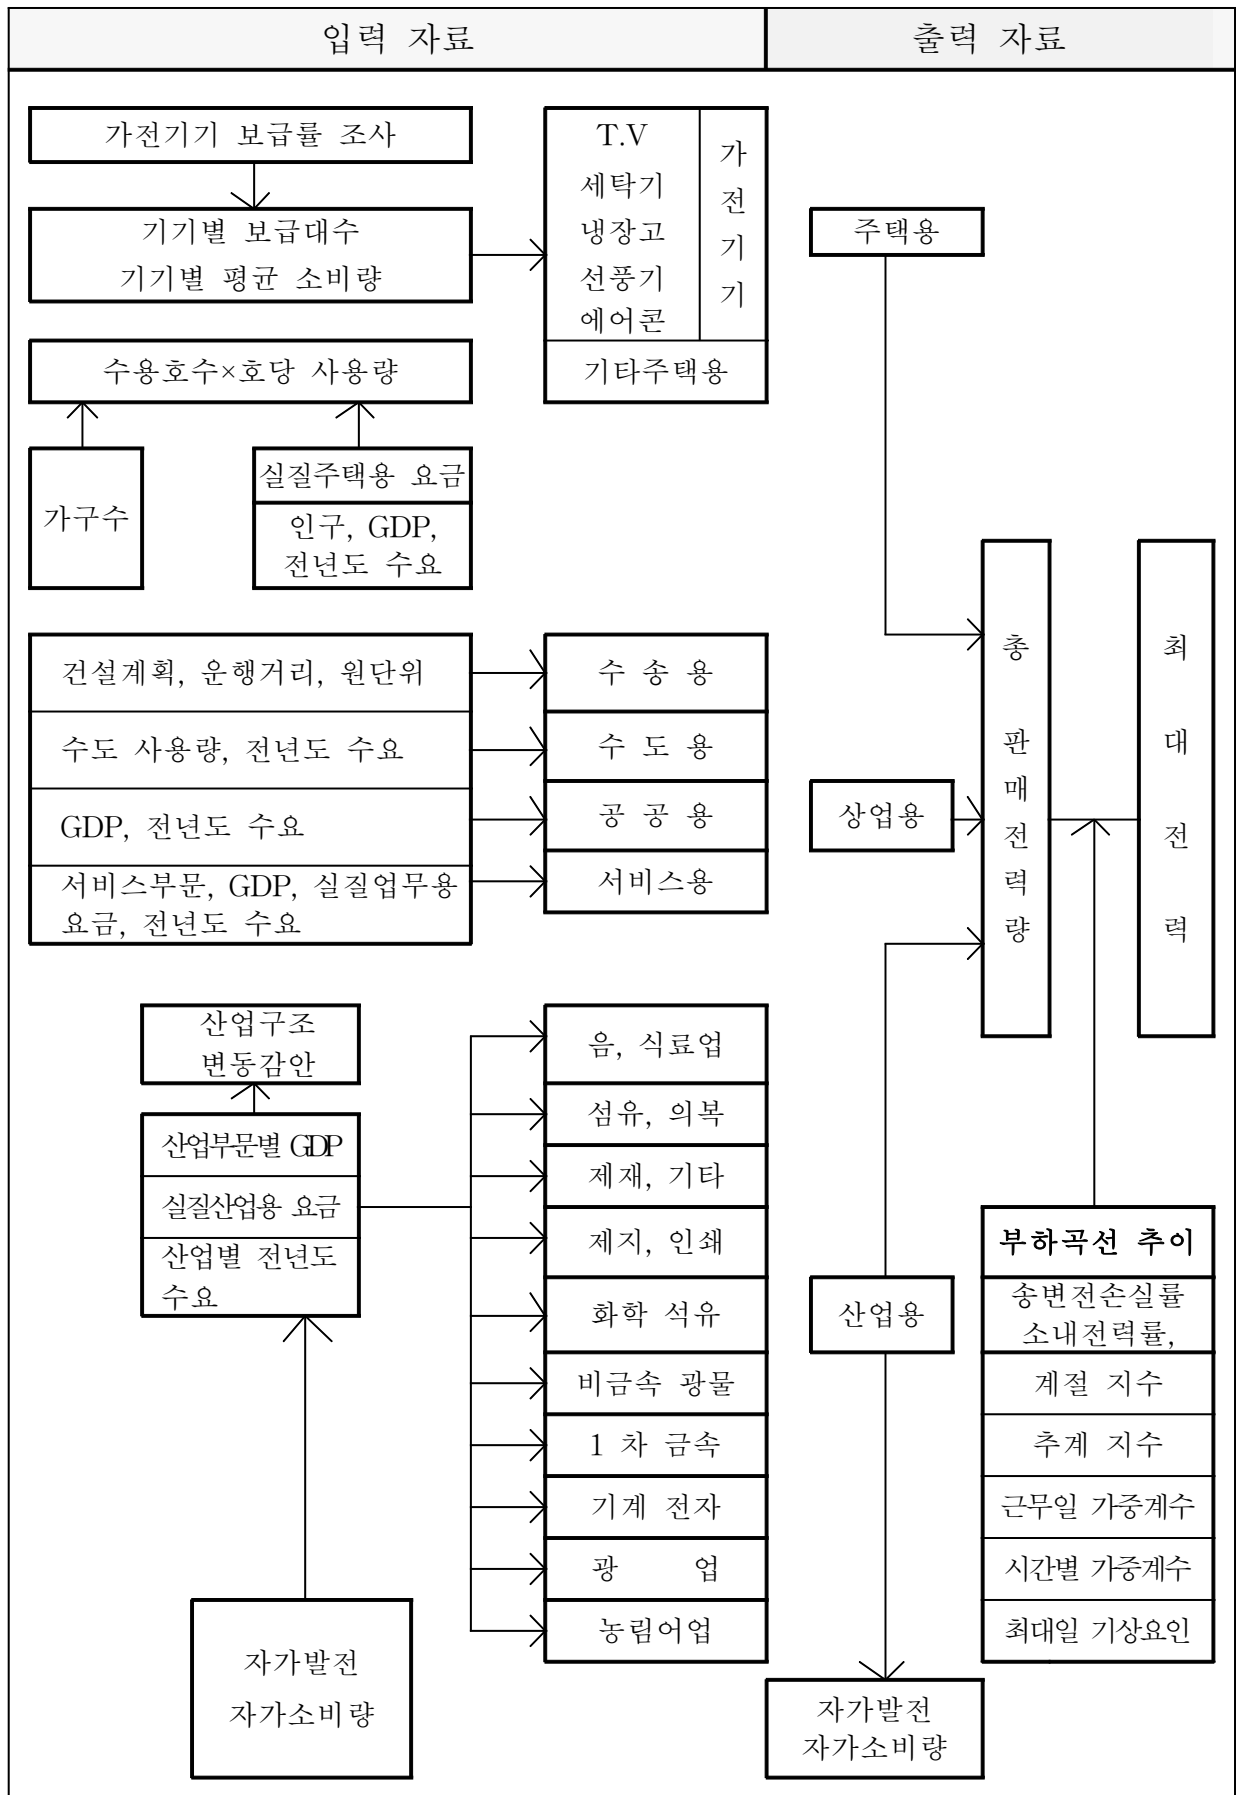 입력 자료
출력 자료
가전기기 보급률 조사
기기별 보급대수
기기별 평균 소비량
T.V
세탁기
냉장고
선풍기
에어콘
가
전
기
기
기타주택용
수용호수×호당 사용량
가구수
실질주택용 요금
인구, GDP,
전년도 수요
주택용
건설계획, 운행거리, 원단위
수도 사용량, 전년도 수요
GDP, 전년도 수요
서비스부문, GDP, 실질업무용
요금, 전년도 수요
수 송 용
수 도 용
공 공 용
서비스용
상업용
총
판
매
전
력
량
최
대
전
력
산업구조
변동감안
산업부문별 GDP
실질산업용 요금
산업별 전년도
수요
자가발전
자가소비량
음, 식료업
섬유, 의복
제재, 기타
제지, 인쇄
화학 석유
비금속 광물
1 차 금속
기계 전자
광 업
농림어업
산업용
자가발전
자가소비량
부하곡선 추이
송변전손실률
소내전력률,
계절 지수
추계 지수
근무일 가중계수
시간별 가중계수
최대일 기상요인